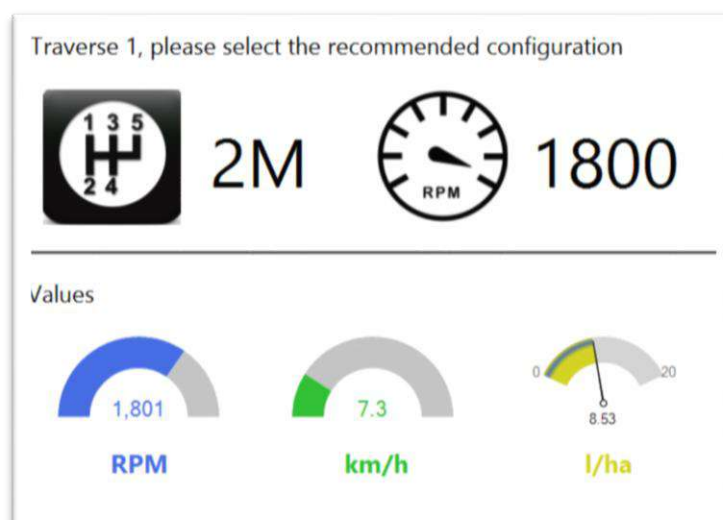 Traverse 1, please select the recommended configuration
1 3 5
2 4
2M
RPM
1800
Values
1,801
RPM
7.3
km/h
0
20
8.53
l/ha